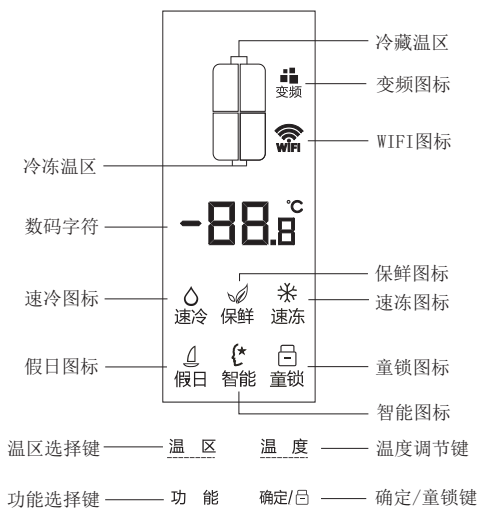 冷藏温区
变频
变频图标
WIFI
WIFI图标
冷冻温区
数码字符
-88.8℃
保鲜图标
速冷图标
速冷 保鲜 速冻
速冻图标
假日图标
假日 智能 童锁
童锁图标
智能图标
温区选择键 温 区 温 度 温度调节键
功能选择键 功 能 确定/ 确定/童锁键